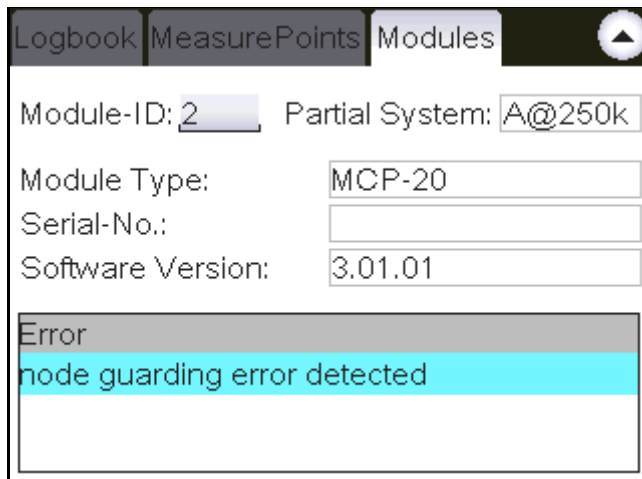 Logbook MeasurePoints Modules
Module-ID: 2 Partial System: A@250k
Module Type: MCP-20
Serial-No.:
Software Version: 3.01.01
Error
node guarding error detected